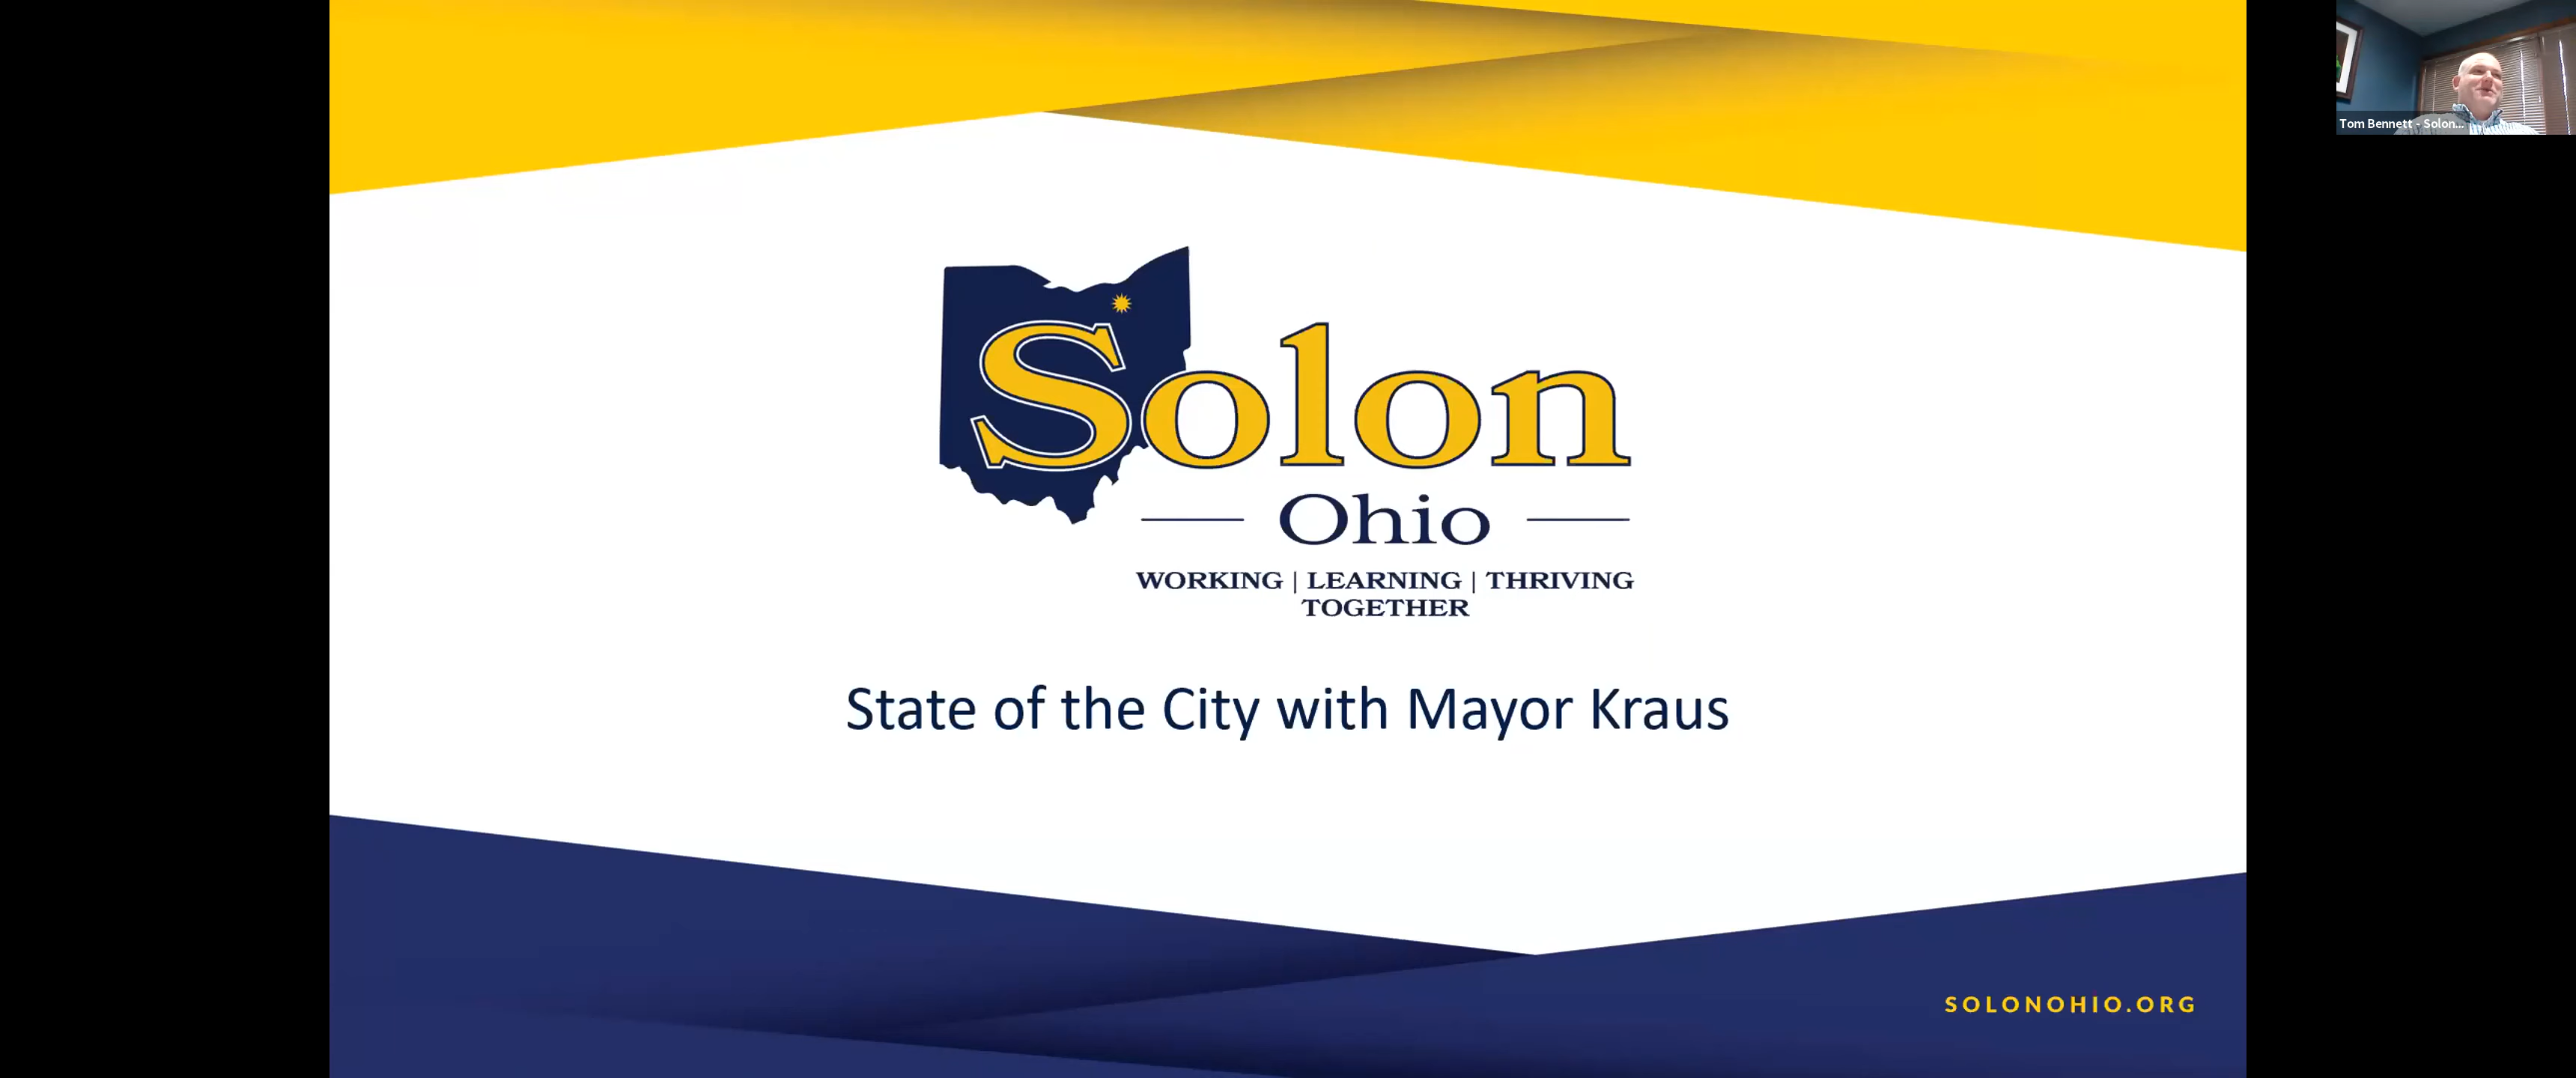 Tom Bennett - Solon...
Solon
Ohio
WORKING | LEARNING | THRIVING
TOGETHER
State of the City with Mayor Kraus
SOLONOHIO.ORG